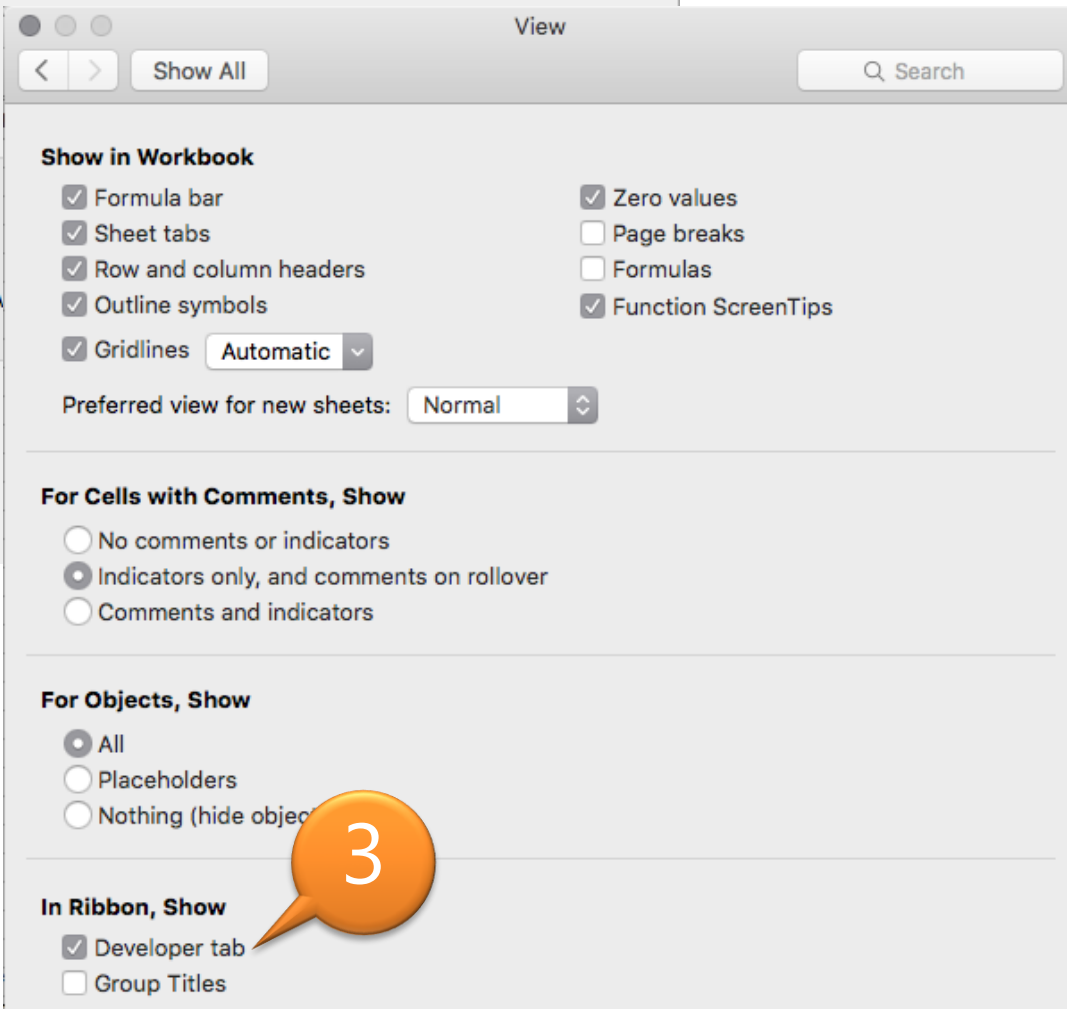 View
Show All
Search
Show in Workbook
Formula bar
Zero values
Sheet tabs
Page breaks
Row and column headers
Formulas
Outline symbols
Function ScreenTips
Gridlines Automatic
Preferred view for new sheets: Normal
For Cells with Comments, Show
No comments or indicators
Indicators only, and comments on rollover
Comments and indicators
For Objects, Show
All
Placeholders
Nothing (hide
3
In Ribbon, Show
Developer tab
Group Titles